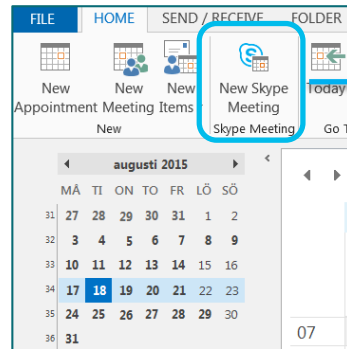 FILE HOME SEND / RECEIVE FOLDER
New New New New Skype Today
Appointment Meeting Items Meeting
New Skype Meeting Go T
augusti 2015
MÅ TI ON TO FR LÖ SÖ
31 27 28 29 30 31 1 2
32 3 4 5 6 7 8 9
33 10 11 12 13 14 15 16
34 17 18 19 20 21 22 23
35 24 25 26 27 28 29 30
36 31
07